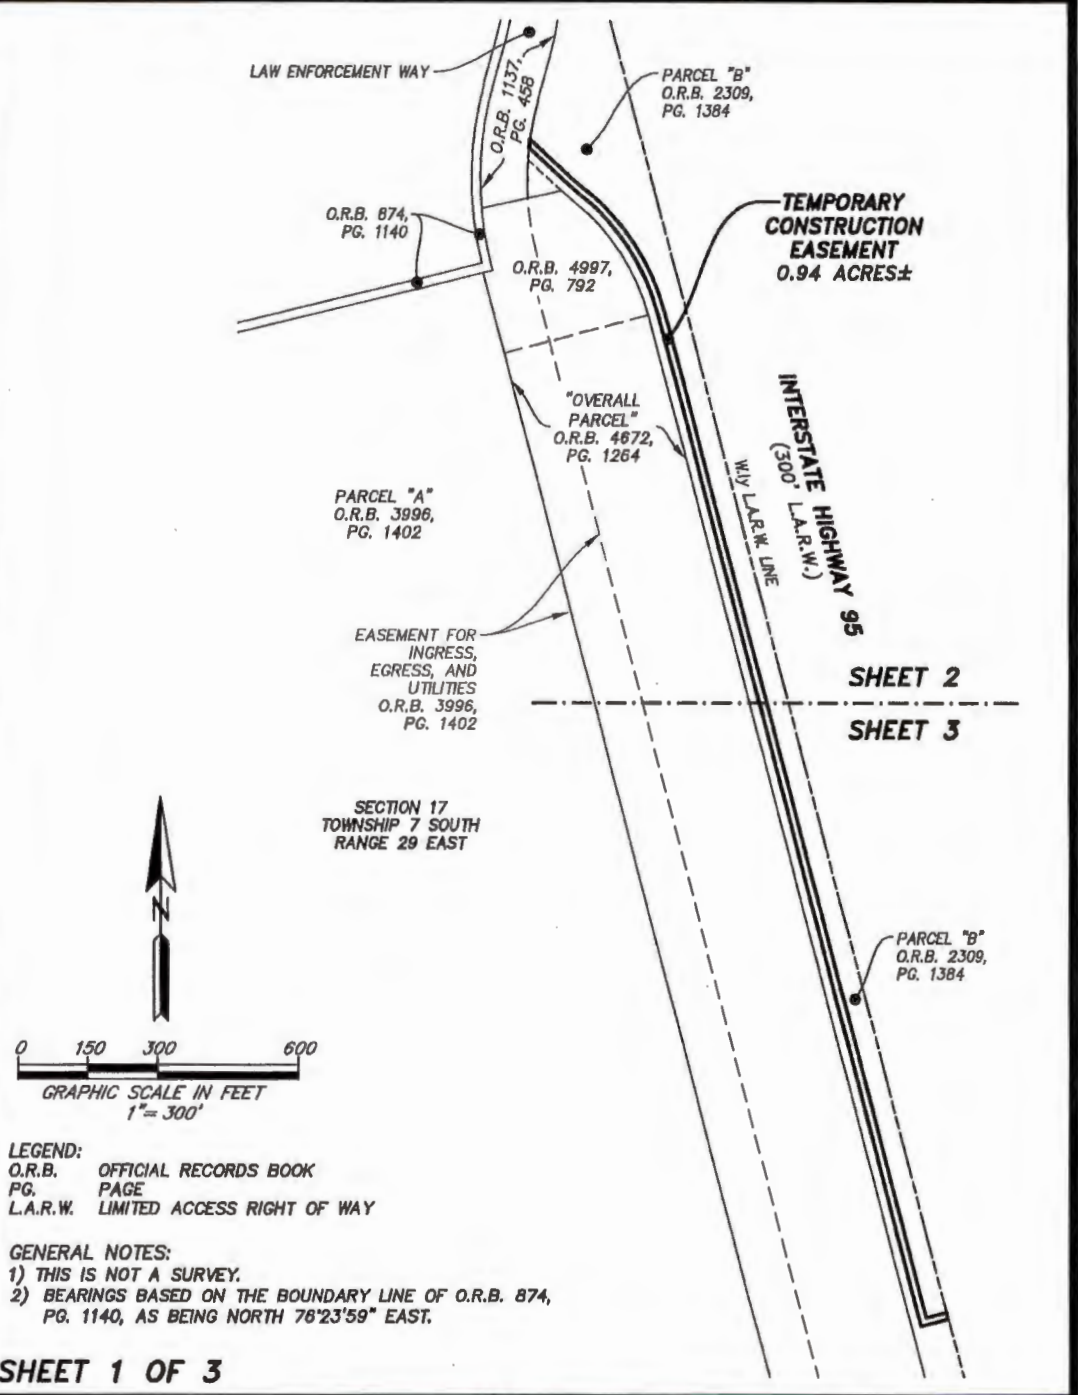 LAW ENFORCEMENT WAY
O.R.B. 1137,
PG. 458
PARCEL "B"
O.R.B. 2309,
PG. 1384
TEMPORARY
CONSTRUCTION
EASEMENT
0.94 ACRES±
O.R.B. 874,
PG. 1140
O.R.B. 4997,
PG. 792
"OVERALL
PARCEL"
O.R.B. 4672,
PG. 1264
INTERSTATE HIGHWAY 95
(300' L.A.R.W.)
W.ly L.A.R.W. LINE
PARCEL "A"
O.R.B. 3996,
PG. 1402
EASEMENT FOR
INGRESS,
EGRESS, AND
UTILITIES
O.R.B. 3996,
PG. 1402
SHEET 2
SHEET 3
SECTION 17
TOWNSHIP 7 SOUTH
RANGE 29 EAST
N
PARCEL "B"
O.R.B. 2309,
PG. 1384
0 150 300 600
GRAPHIC SCALE IN FEET
1"= 300'
LEGEND:
O.R.B. OFFICIAL RECORDS BOOK
PG. PAGE
L.A.R.W. LIMITED ACCESS RIGHT OF WAY
GENERAL NOTES:
1) THIS IS NOT A SURVEY.
2) BEARINGS BASED ON THE BOUNDARY LINE OF O.R.B. 874,
PG. 1140, AS BEING NORTH 76°23'59" EAST.
SHEET 1 OF 3